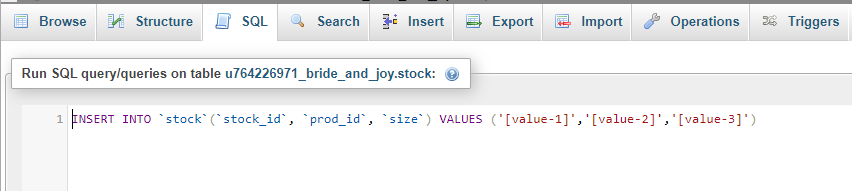 Browse Structure SQL Search Insert Export Import Operations Triggers
Run SQL query/queries on table u764226971_bride_and_joy.stock:
1 INSERT INTO `stock`(`stock_id`, `prod_id`, `size`) VALUES ('[value-1]','[value-2]','[value-3]')